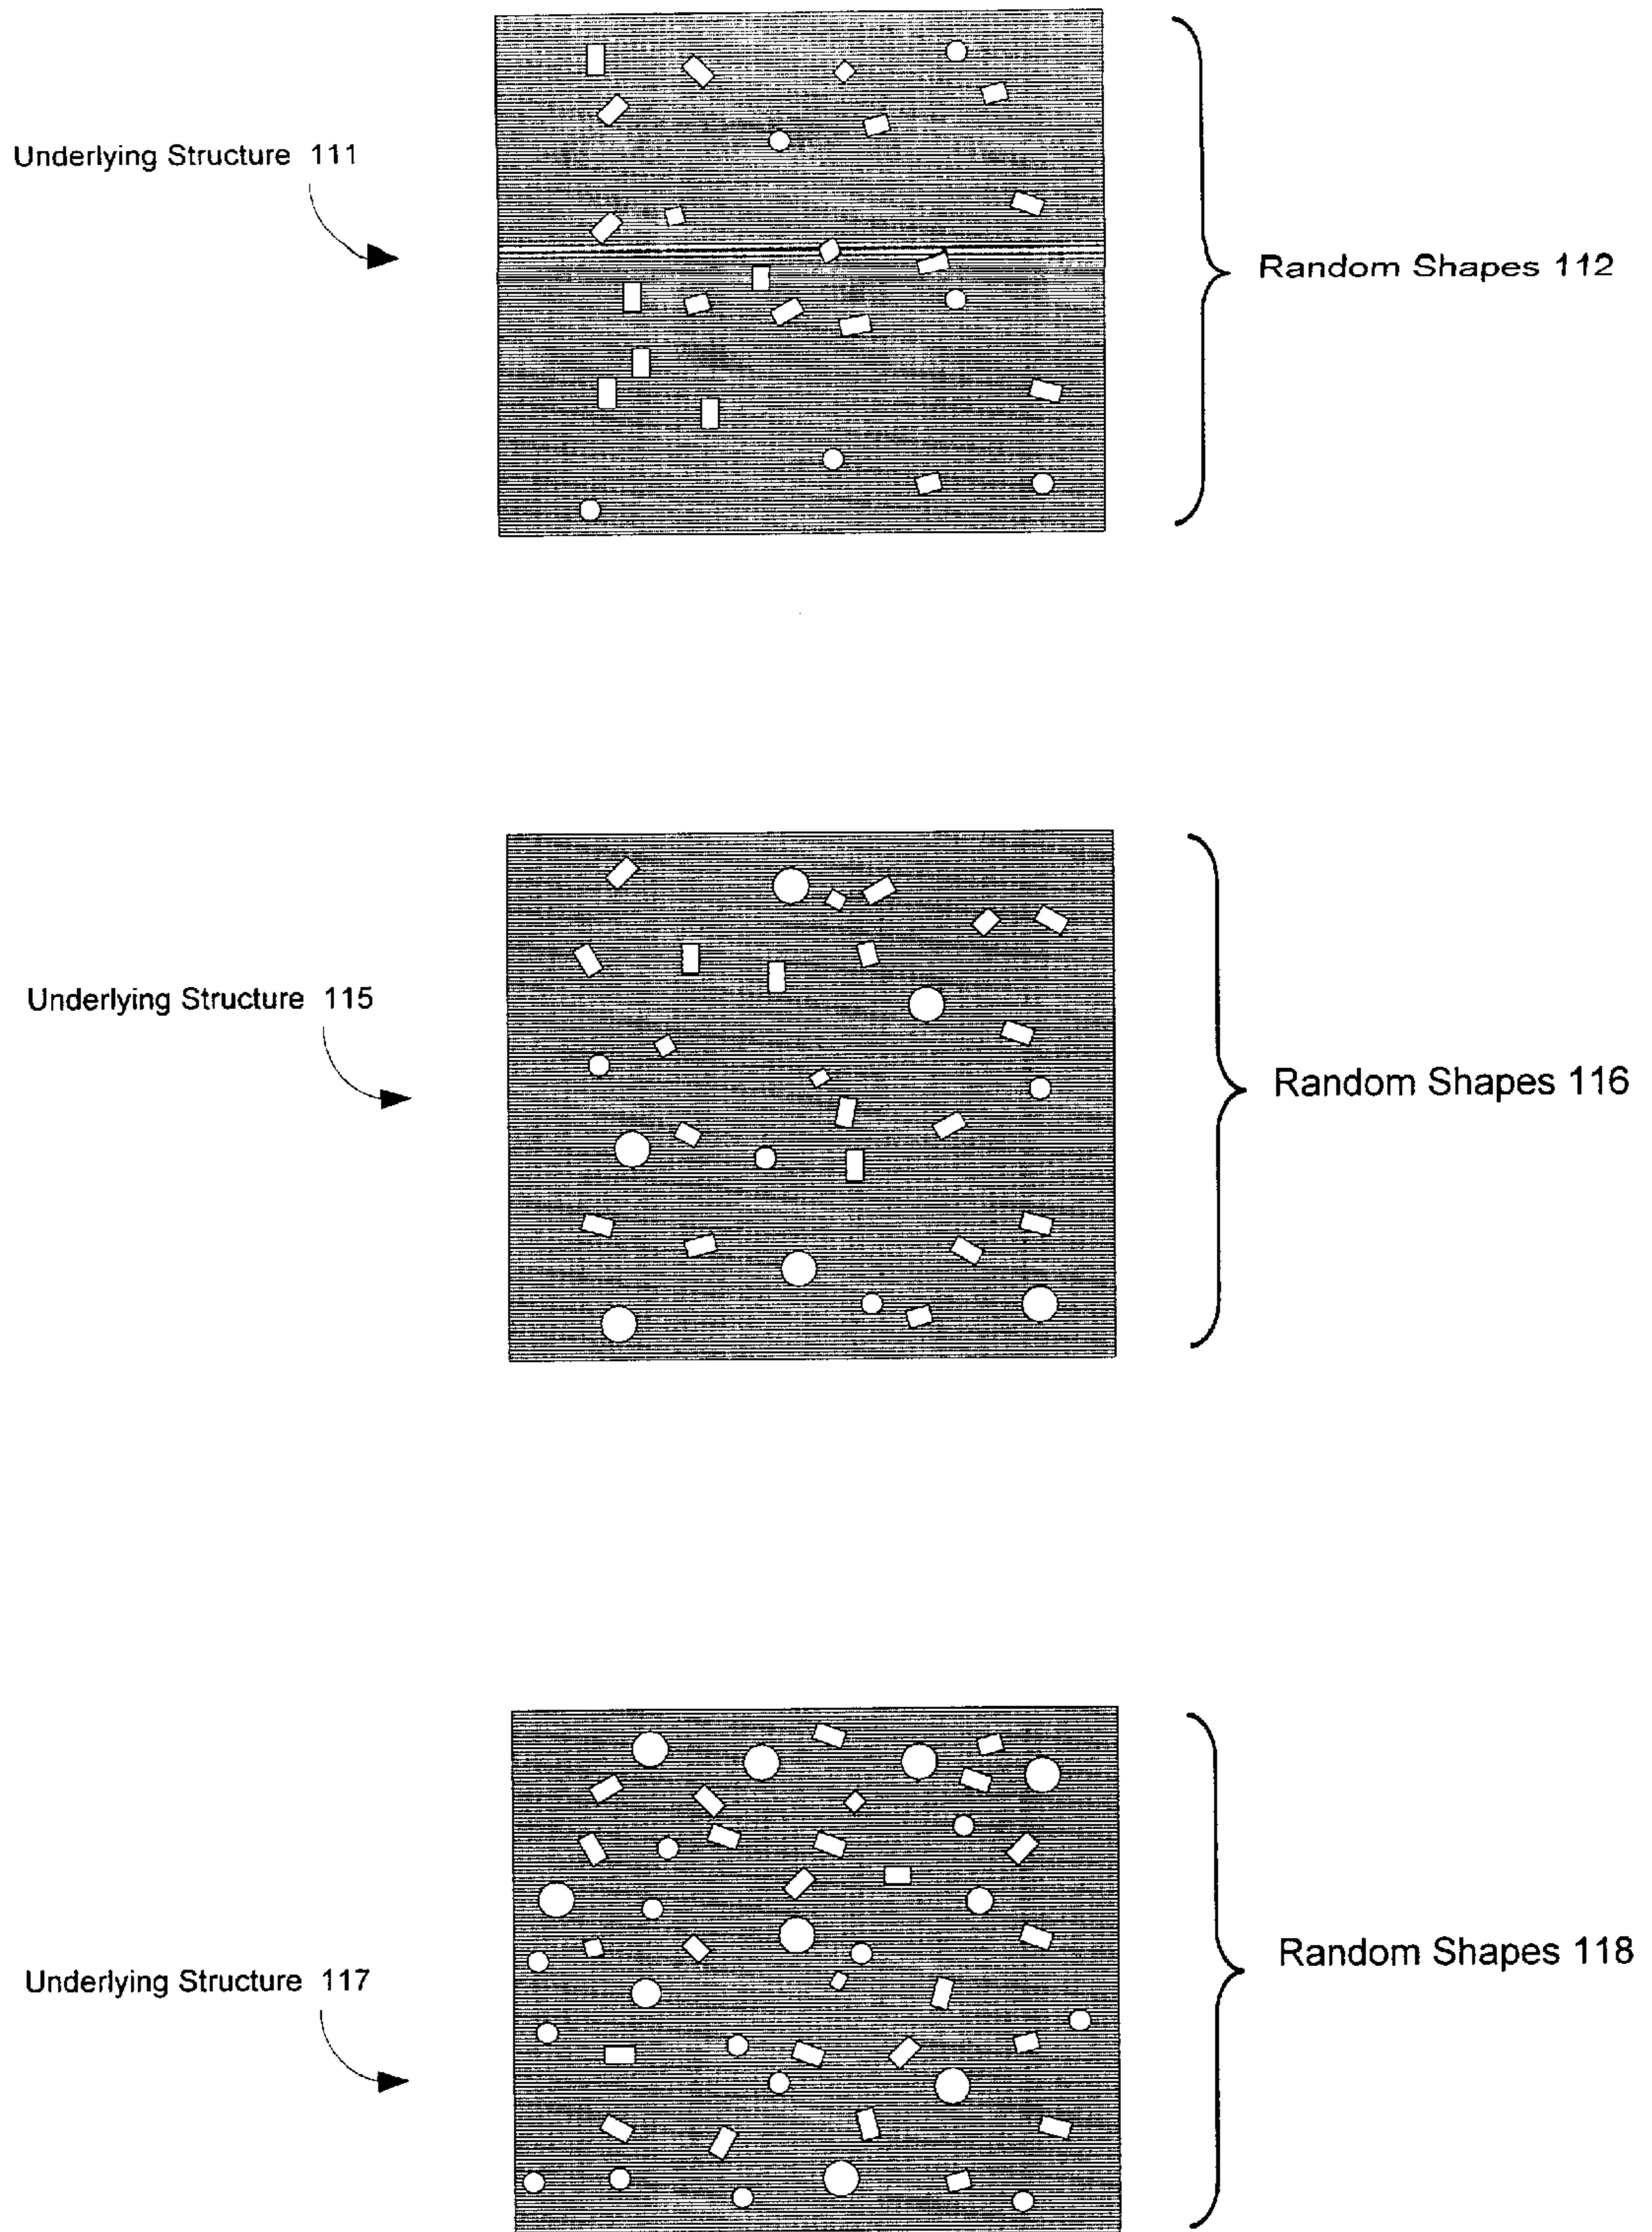 Underlying Structure 111
Random Shapes 112
Underlying Structure 115
Random Shapes 116
Random Shapes 118
Underlying Structure 117